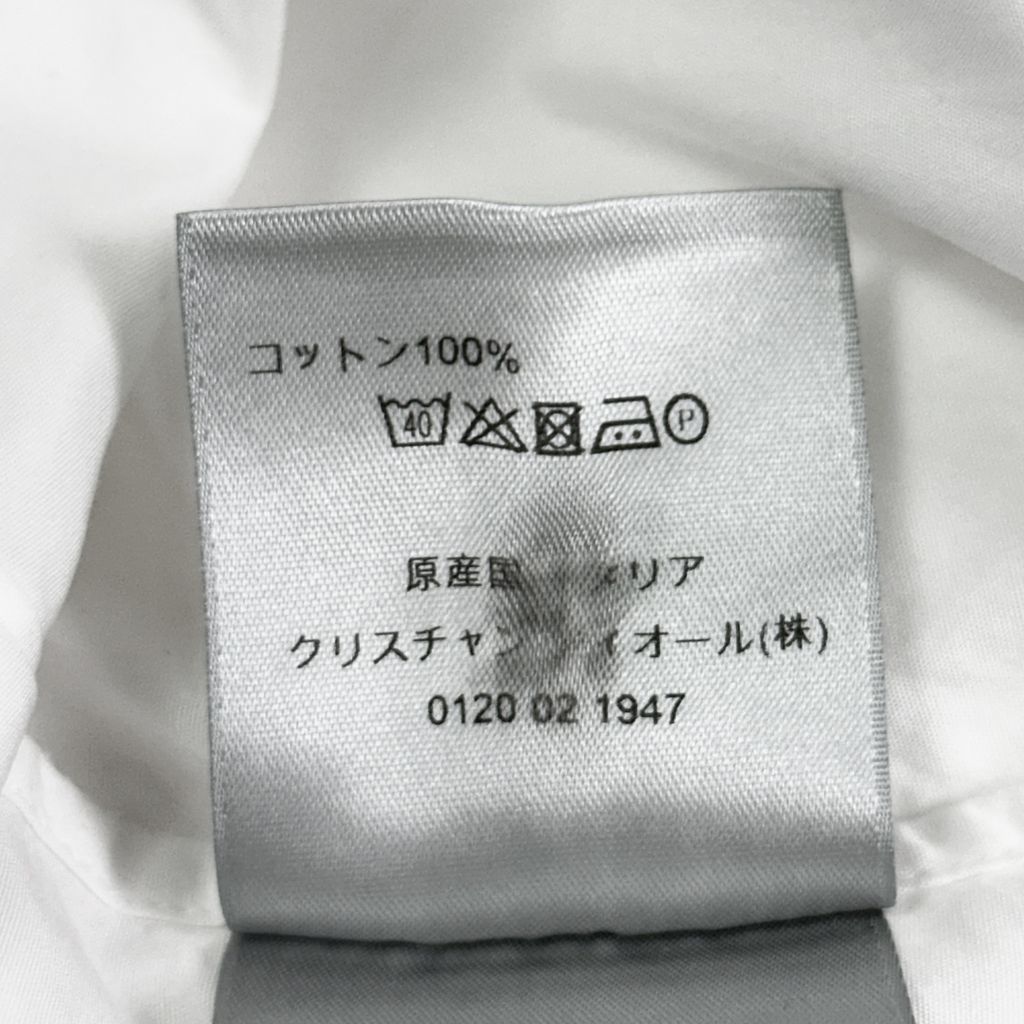 コットン100%
40 P
原産国 リア
クリスチャン オール(株)
0120 02 1947